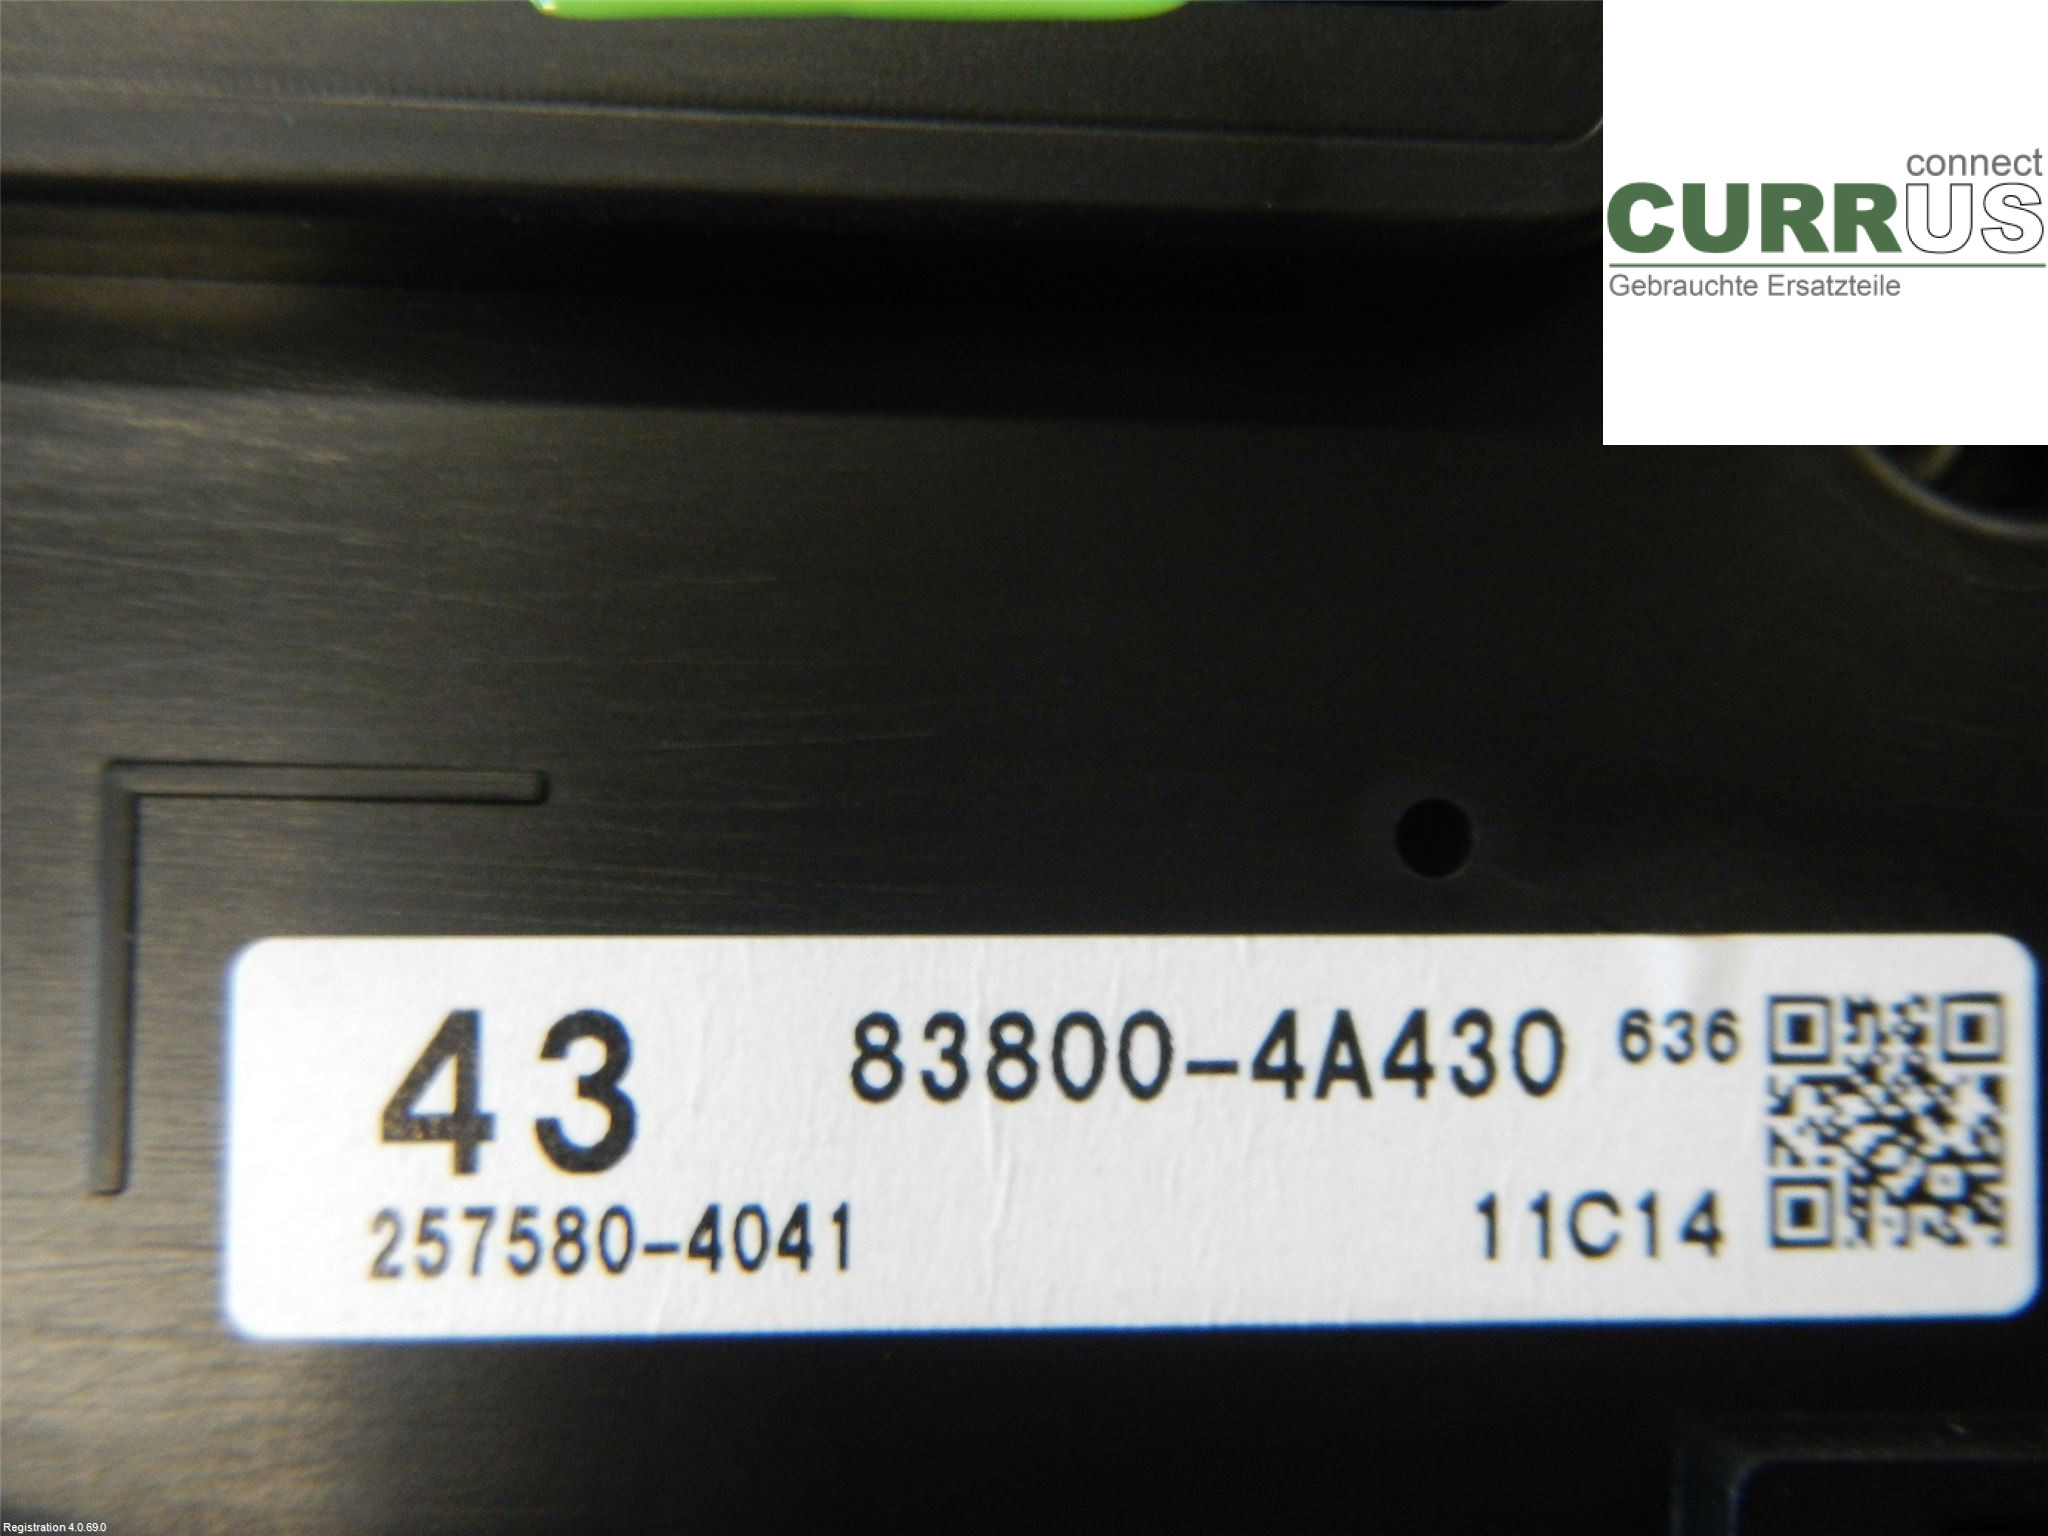 connect
CURRUS
Gebrauchte Ersatzteile
43 83800-4A430 636
257580-4041 11C14
Registration 4.0.69.0